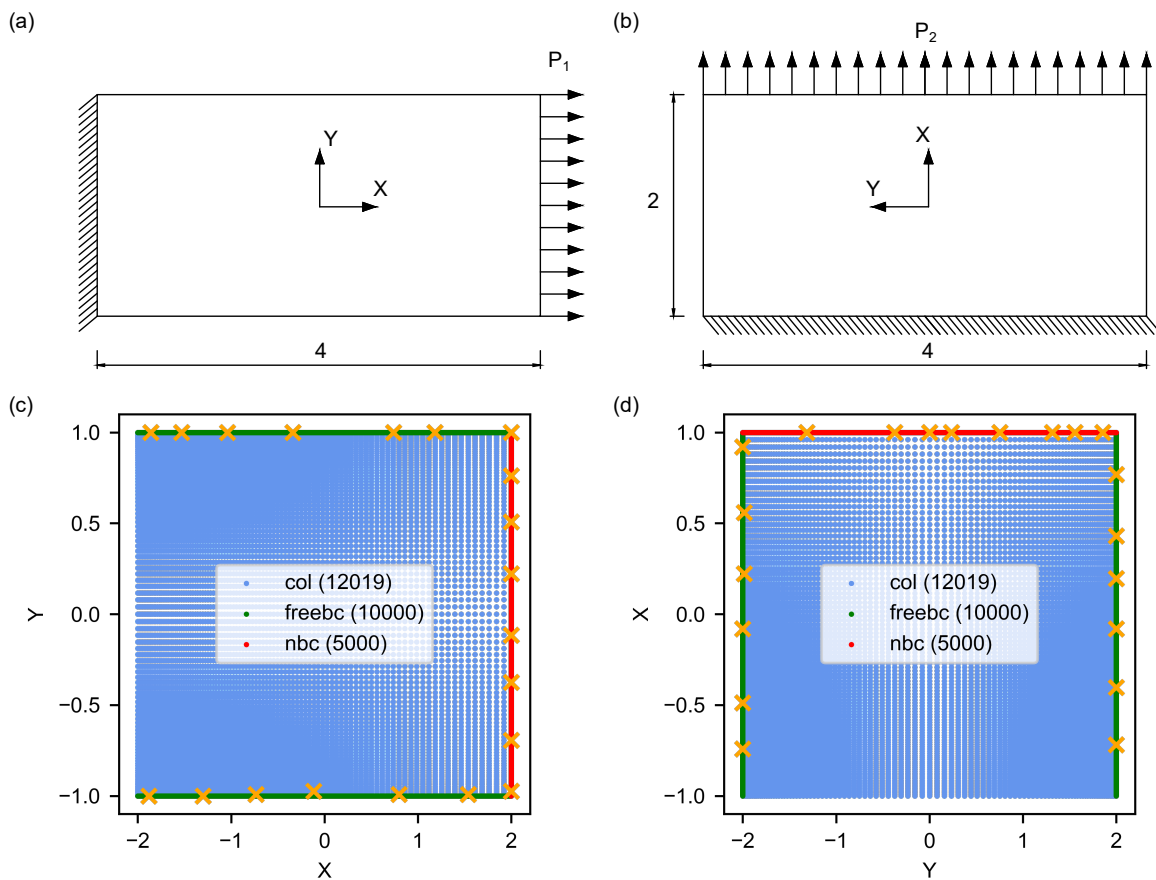 (a)
P1
Y
X
4
(b)
P2
X
Y
2
4
(c)
1.0
0.5
0.0
−0.5
−1.0
Y
col (12019)
freebc (10000)
nbc (5000)
−2
−1
0
1
2
X
(d)
1.0
0.5
0.0
−0.5
−1.0
X
col (12019)
freebc (10000)
nbc (5000)
−2
−1
0
1
2
Y